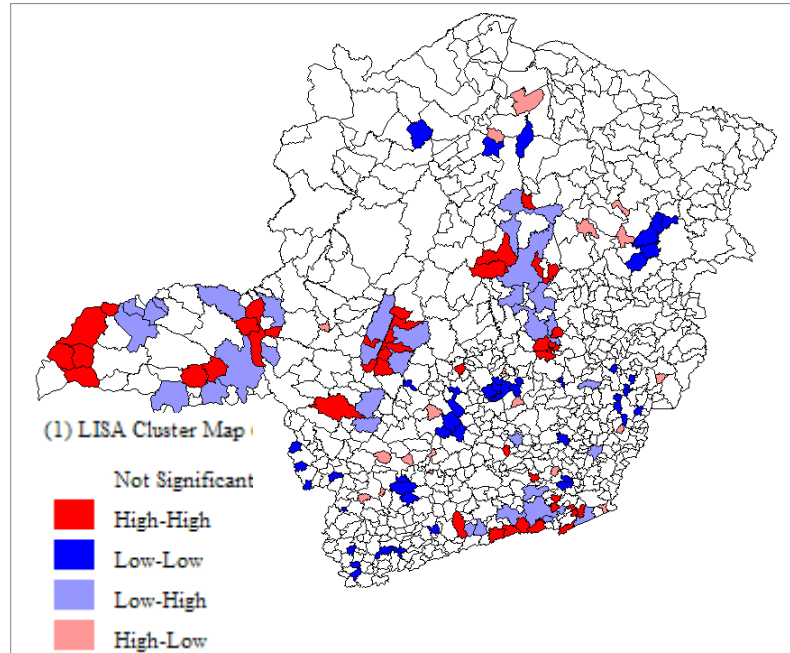 (1) LISA Cluster Map (
Not Significant
High-High
Low-Low
Low-High
High-Low